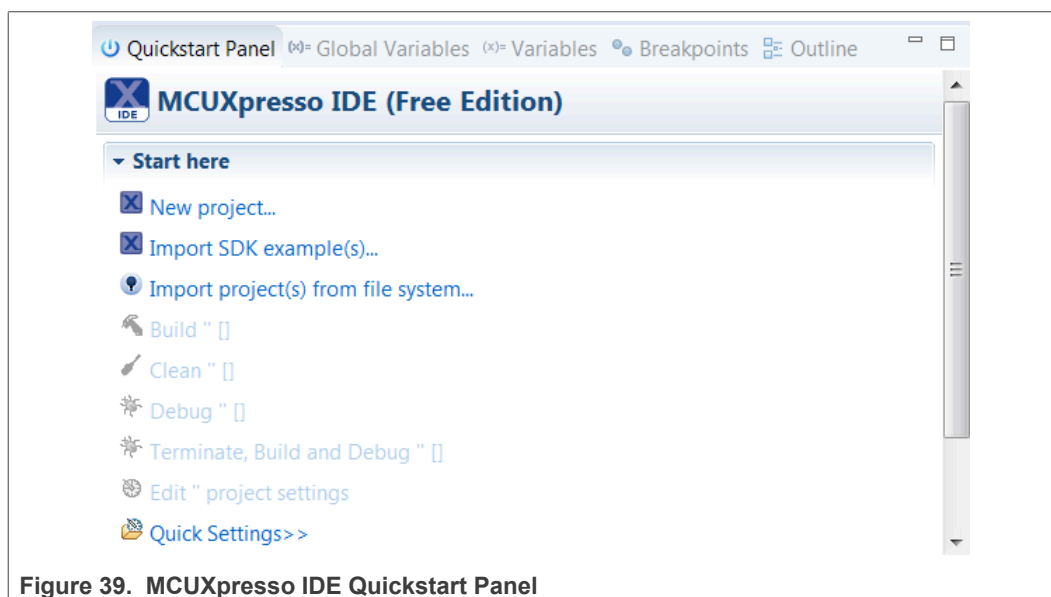 Quickstart Panel (x)= Global Variables (x)= Variables Breakpoints Outline
IDE MCUXpresso IDE (Free Edition)
Start here
New project...
Import SDK example(s)...
Import project(s) from file system...
Build '' []
Clean '' []
Debug '' []
Terminate, Build and Debug '' []
Edit '' project settings
Quick Settings>>
Figure 39. MCUXpresso IDE Quickstart Panel